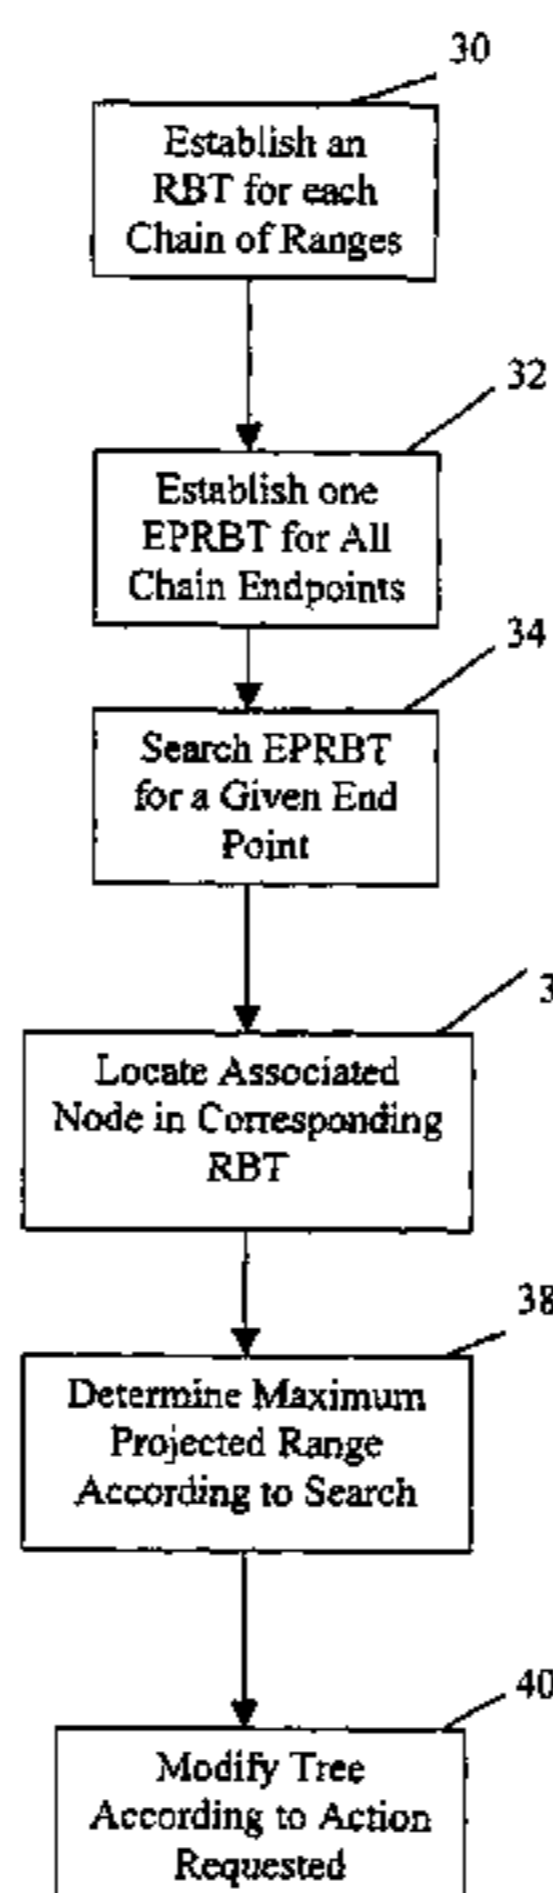 30
Establish an
RBT for each
Chain of Ranges
32
Establish one
EPRBT for All
Chain Endpoints
34
Search EPRBT
for a Given End
Point
3
Locate Associated
Node in Corresponding
RBT
38
Determine Maximum
Projected Range
According to Search
40
Modify Tree
According to Action
Requested